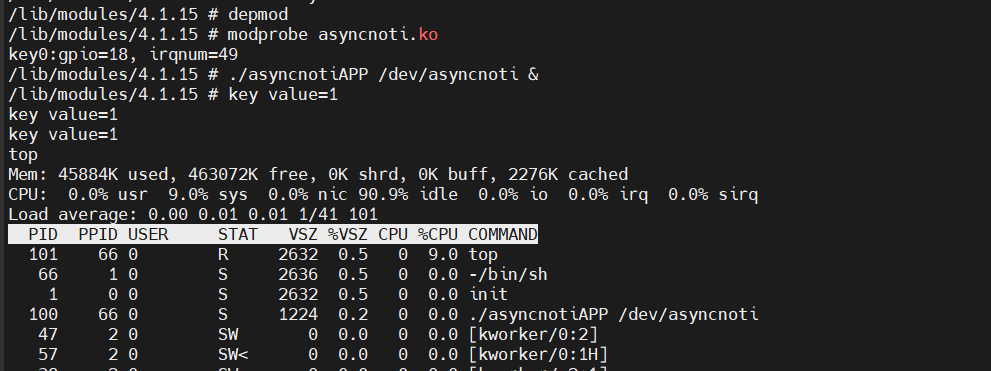 /lib/modules/4.1.15 # depmod
/lib/modules/4.1.15 # modprobe asyncnoti.ko
key0:gpio=18, irqnum=49
/lib/modules/4.1.15 # ./asyncnotiAPP /dev/asyncnoti &
/lib/modules/4.1.15 # key value=1
key value=1
key value=1
top
Mem: 45884K used, 463072K free, 0K shrd, 0K buff, 2276K cached
CPU:  0.0% usr  9.0% sys  0.0% nic 90.9% idle  0.0% io  0.0% irq  0.0% sirq
Load average: 0.00 0.01 0.01 1/41 101
  PID  PPID USER     STAT   VSZ %VSZ CPU %CPU COMMAND
  101    66 0        R     2632  0.5   0  9.0 top
   66     1 0        S     2636  0.5   0  0.0 -/bin/sh
    1     0 0        S     2632  0.5   0  0.0 init
  100    66 0        S     1224  0.2   0  0.0 ./asyncnotiAPP /dev/asyncnoti
   47     2 0        SW       0  0.0   0  0.0 [kworker/0:2]
   57     2 0        SW<      0  0.0   0  0.0 [kworker/0:1H]